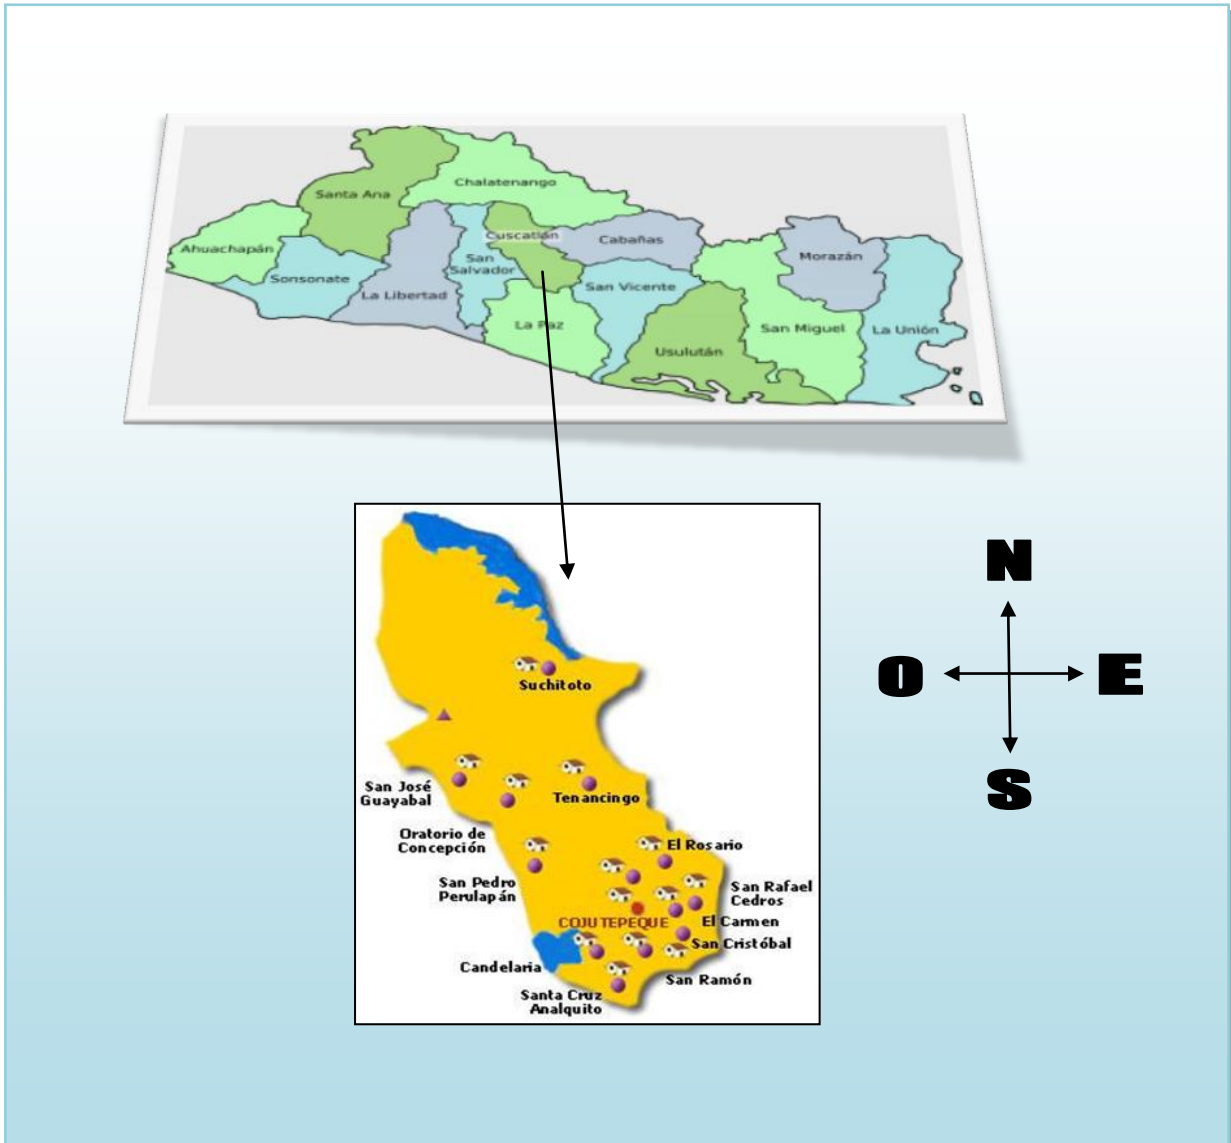 Santa Ana
Chalatenango
Ahuachapán
Sonsonate
La Libertad
San
Salvador
Cuscatlán
Cabañas
San Vicente
La Paz
Usulután
San Miguel
Morazán
La Unión
N
O
E
S
Suchitoto
San José
Guayabal
Tenancingo
Oratorio de
Concepción
El Rosario
San Pedro
Perulapán
San Rafael
Cedros
COJUTEPEQUE
El Carmen
San Cristóbal
Candelaria
San Ramón
Santa Cruz
Analquito